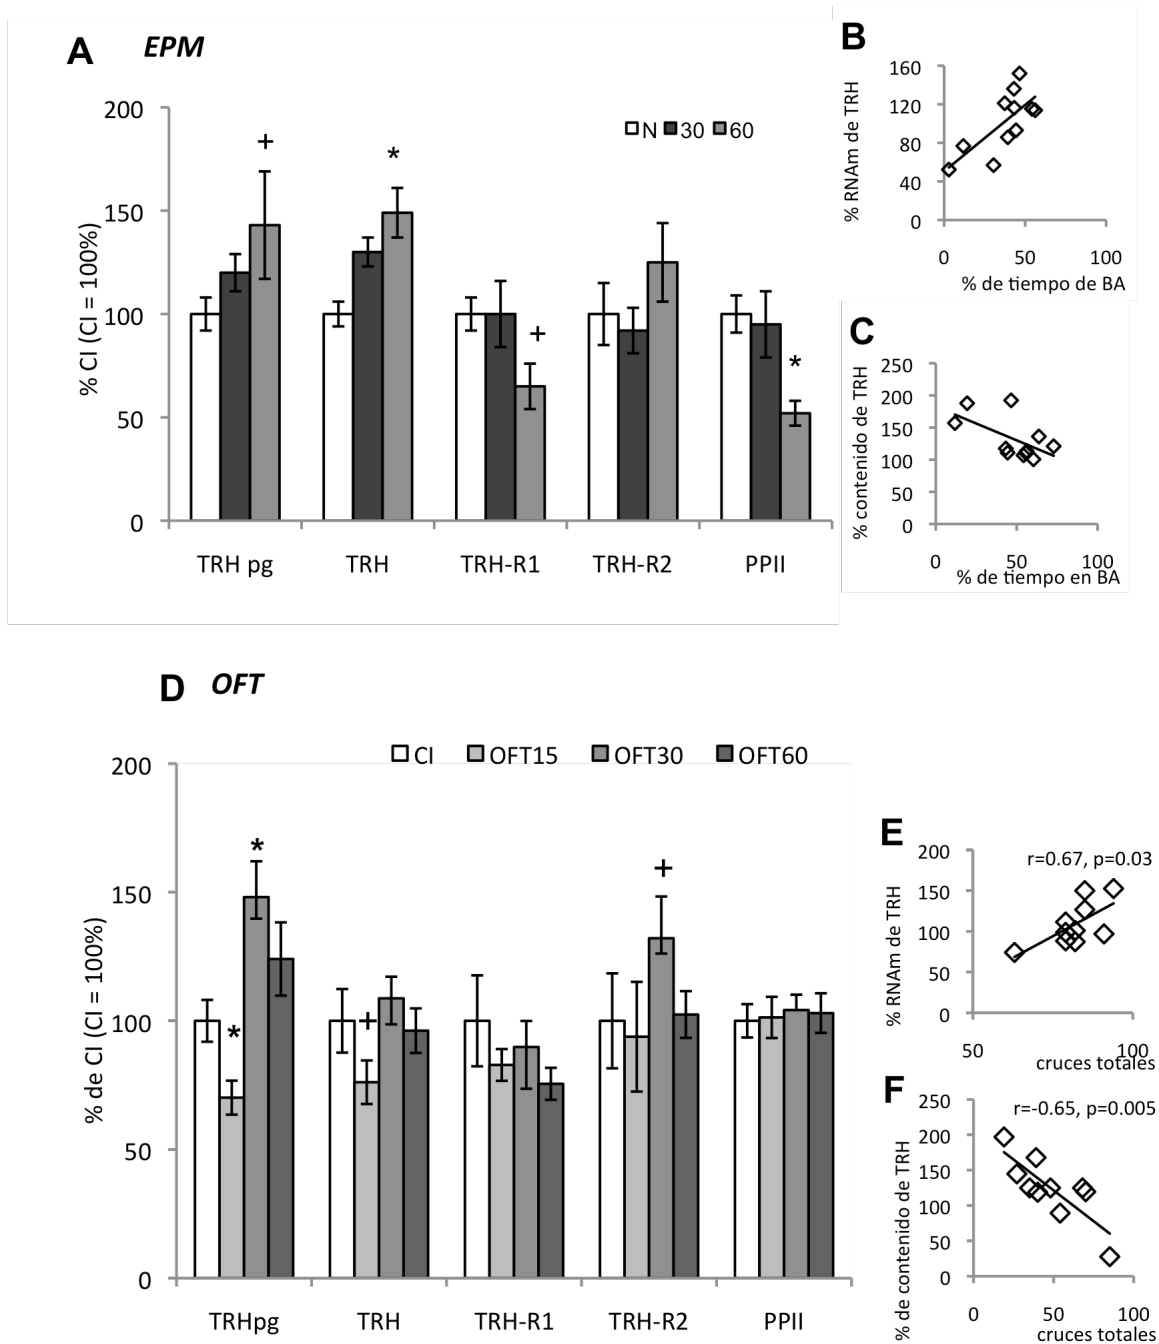 A EPM
200
150
100
50
0
% CI (CI = 100%)
N 30 60
+
*
+
*
TRH pg TRH TRH-R1 TRH-R2 PPII
B
160
120
80
40
0
% RNAm de TRH
0 50 100
% de tiempo de BA
C
250
200
150
100
50
0
% contenido de TRH
0 50 100
% de tiempo en BA
D OFT
CI OFT15 OFT30 OFT60
200
150
100
50
0
% de CI (CI = 100%)
*
*
+
+
TRHpg TRH TRH-R1 TRH-R2 PPII
E
r=0.67, p=0.03
200
150
100
50
0
% RNAm de TRH
50 100
cruces totales
F
r=-0.65, p=0.005
250
200
150
100
50
0
% de contenido de TRH
0 50 100
cruces totales